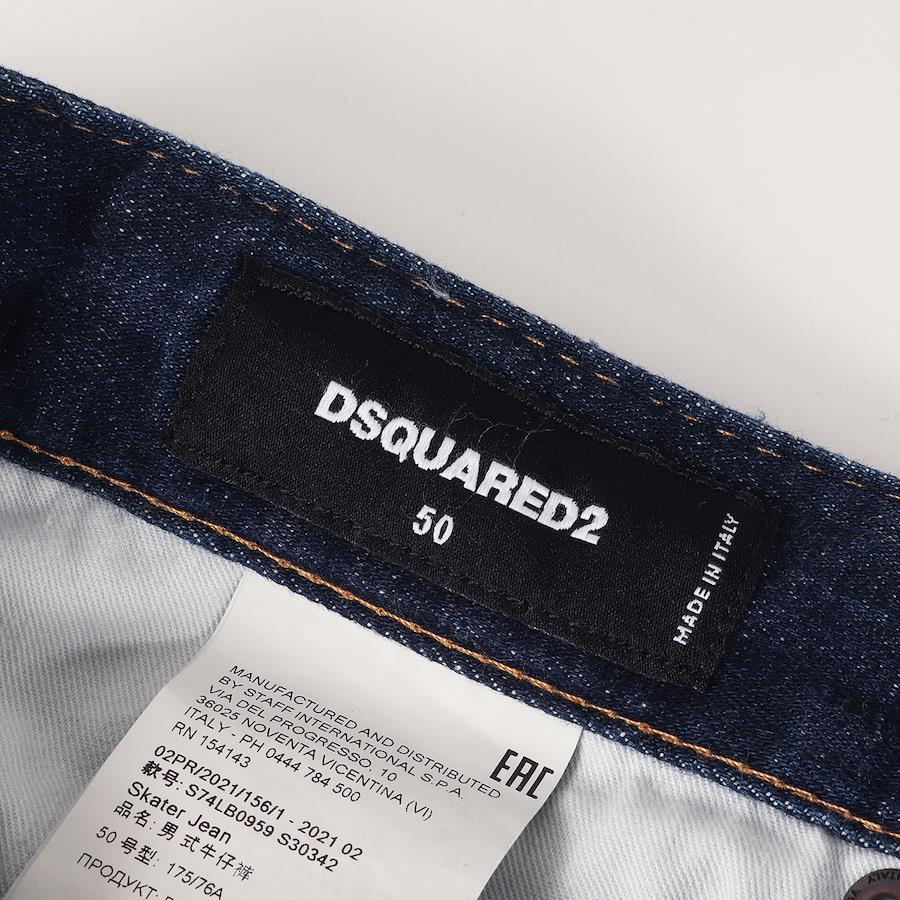 DSQUARED2
50
MADE IN ITALY
MANUFACTURED AND DISTRIBUTED
BY STAFF INTERNATIONAL S.P.A.
VIA DEL PROGRESSO, 10
36025 NOVENTA VICENTINA (VI)
ITALY - PH 0444 784 500
RN 154143
EAC
02PR/2021/156/1 - 2021 02
款号: S74LB0959 S30342
Skater Jean
品名: 男式牛仔裤
50 号型: 175/76A
ПРОДУКТ:
ITALY